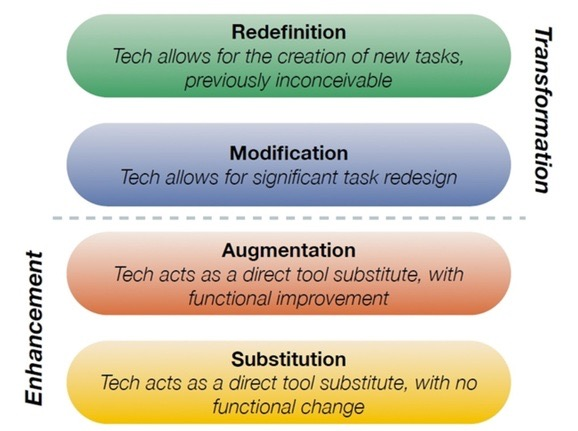 Redefinition
Tech allows for the creation of new tasks,
previously inconceivable
Transformation
Modification
Tech allows for significant task redesign
Augmentation
Tech acts as a direct tool substitute, with
functional improvement
Enhancement
Substitution
Tech acts as a direct tool substitute, with no
functional change